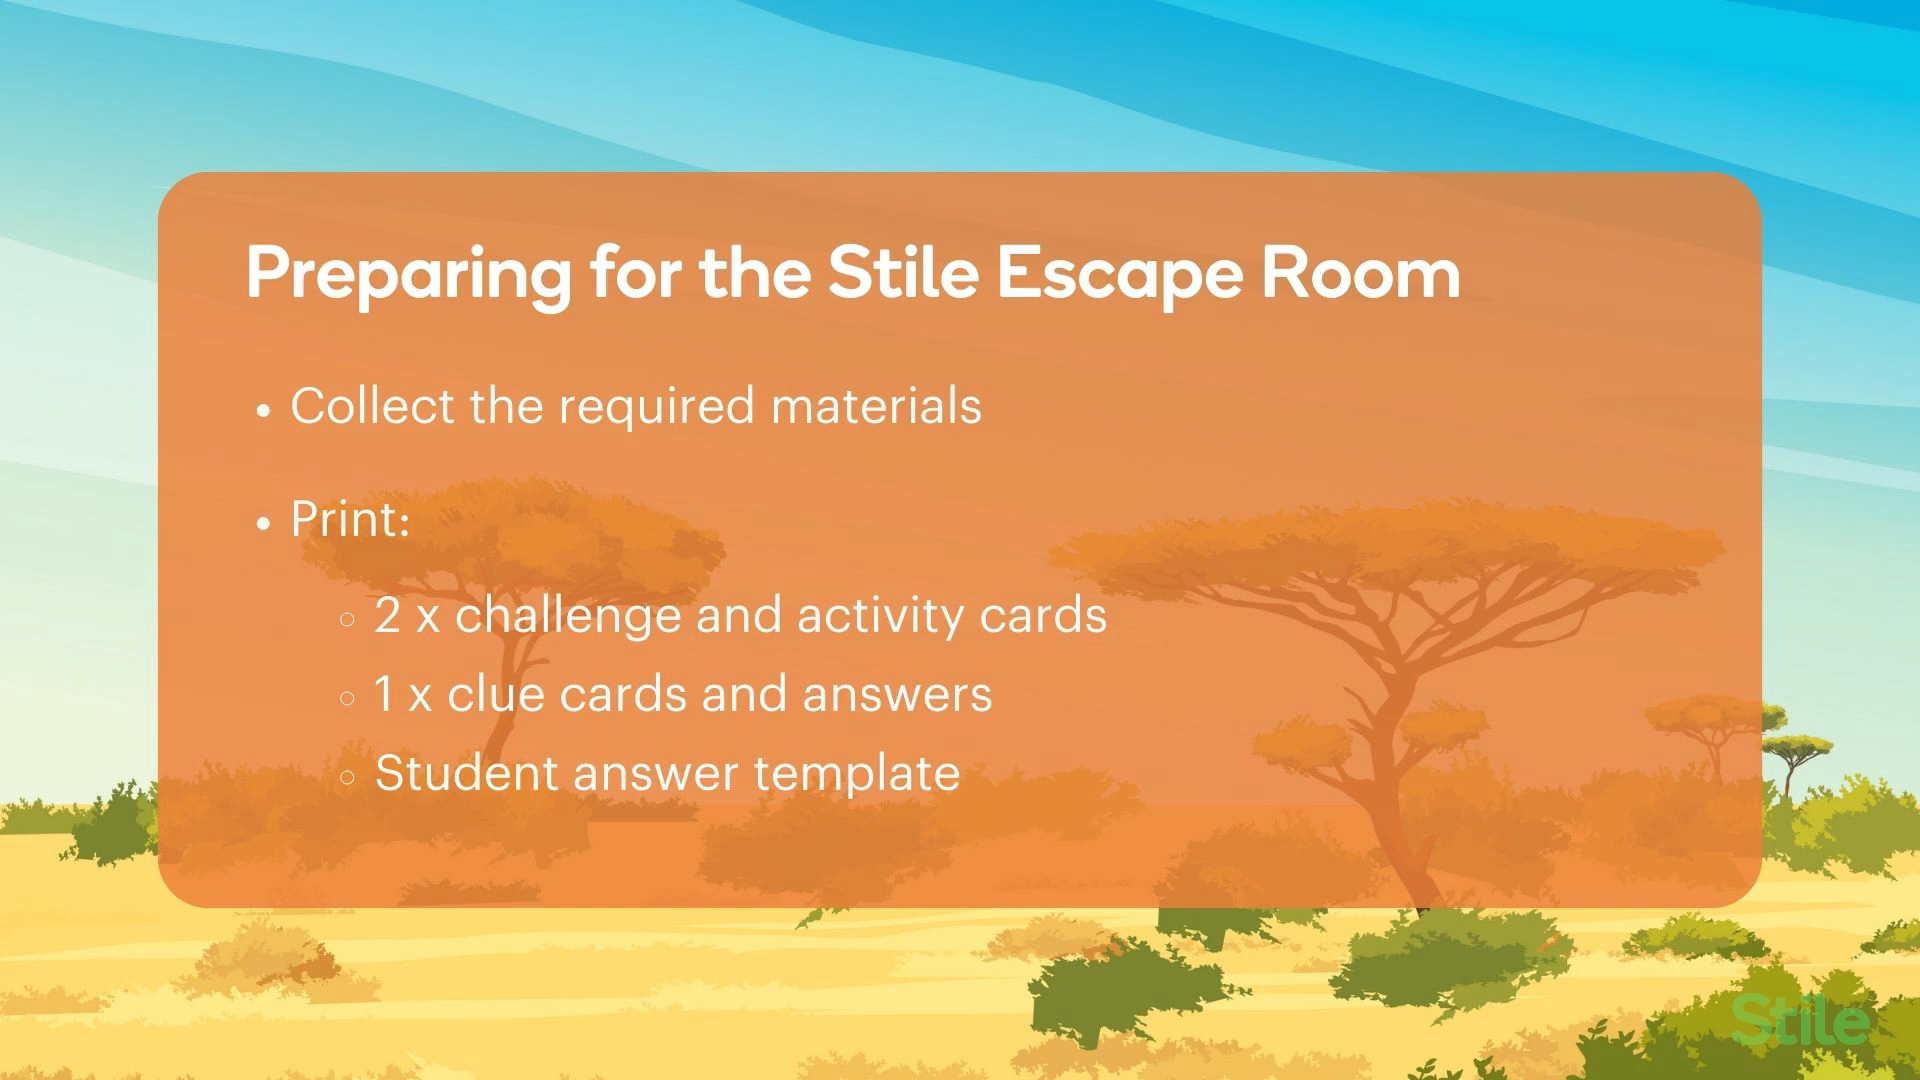 Preparing for the Stile Escape Room
• Collect the required materials
• Print:
◦ 2 x challenge and activity cards
◦ 1 x clue cards and answers
◦ Student answer template
Stile